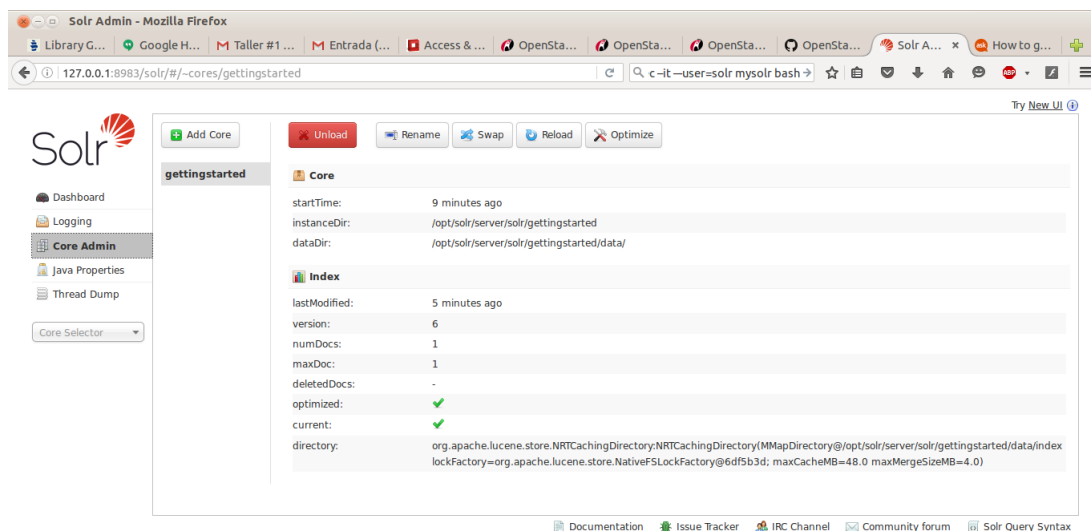 Solr Admin - Mozilla Firefox
Library G... Google H... Taller #1 ... Entrada (... Access & ... OpenSta... OpenSta... OpenSta... OpenSta... Solr A... × How to g...
127.0.0.1:8983/solr/#/~cores/gettingstarted c -it —user=solr mysolr bash
Try New UI
Solr
Add Core Unload Rename Swap Reload Optimize
gettingstarted
Core
Dashboard
Logging
Core Admin
Java Properties
Thread Dump
Core Selector
startTime: 9 minutes ago
instanceDir: /opt/solr/server/solr/gettingstarted
dataDir: /opt/solr/server/solr/gettingstarted/data/
Index
lastModified: 5 minutes ago
version: 6
numDocs: 1
maxDoc: 1
deletedDocs: -
optimized:
current:
directory: org.apache.lucene.store.NRTCachingDirectory:NRTCachingDirectory(MMapDirectory@/opt/solr/server/solr/gettingstarted/data/index
lockFactory=org.apache.lucene.store.NativeFSLockFactory@6df5b3d; maxCacheMB=48.0 maxMergeSizeMB=4.0)
Documentation Issue Tracker IRC Channel Community forum Solr Query Syntax